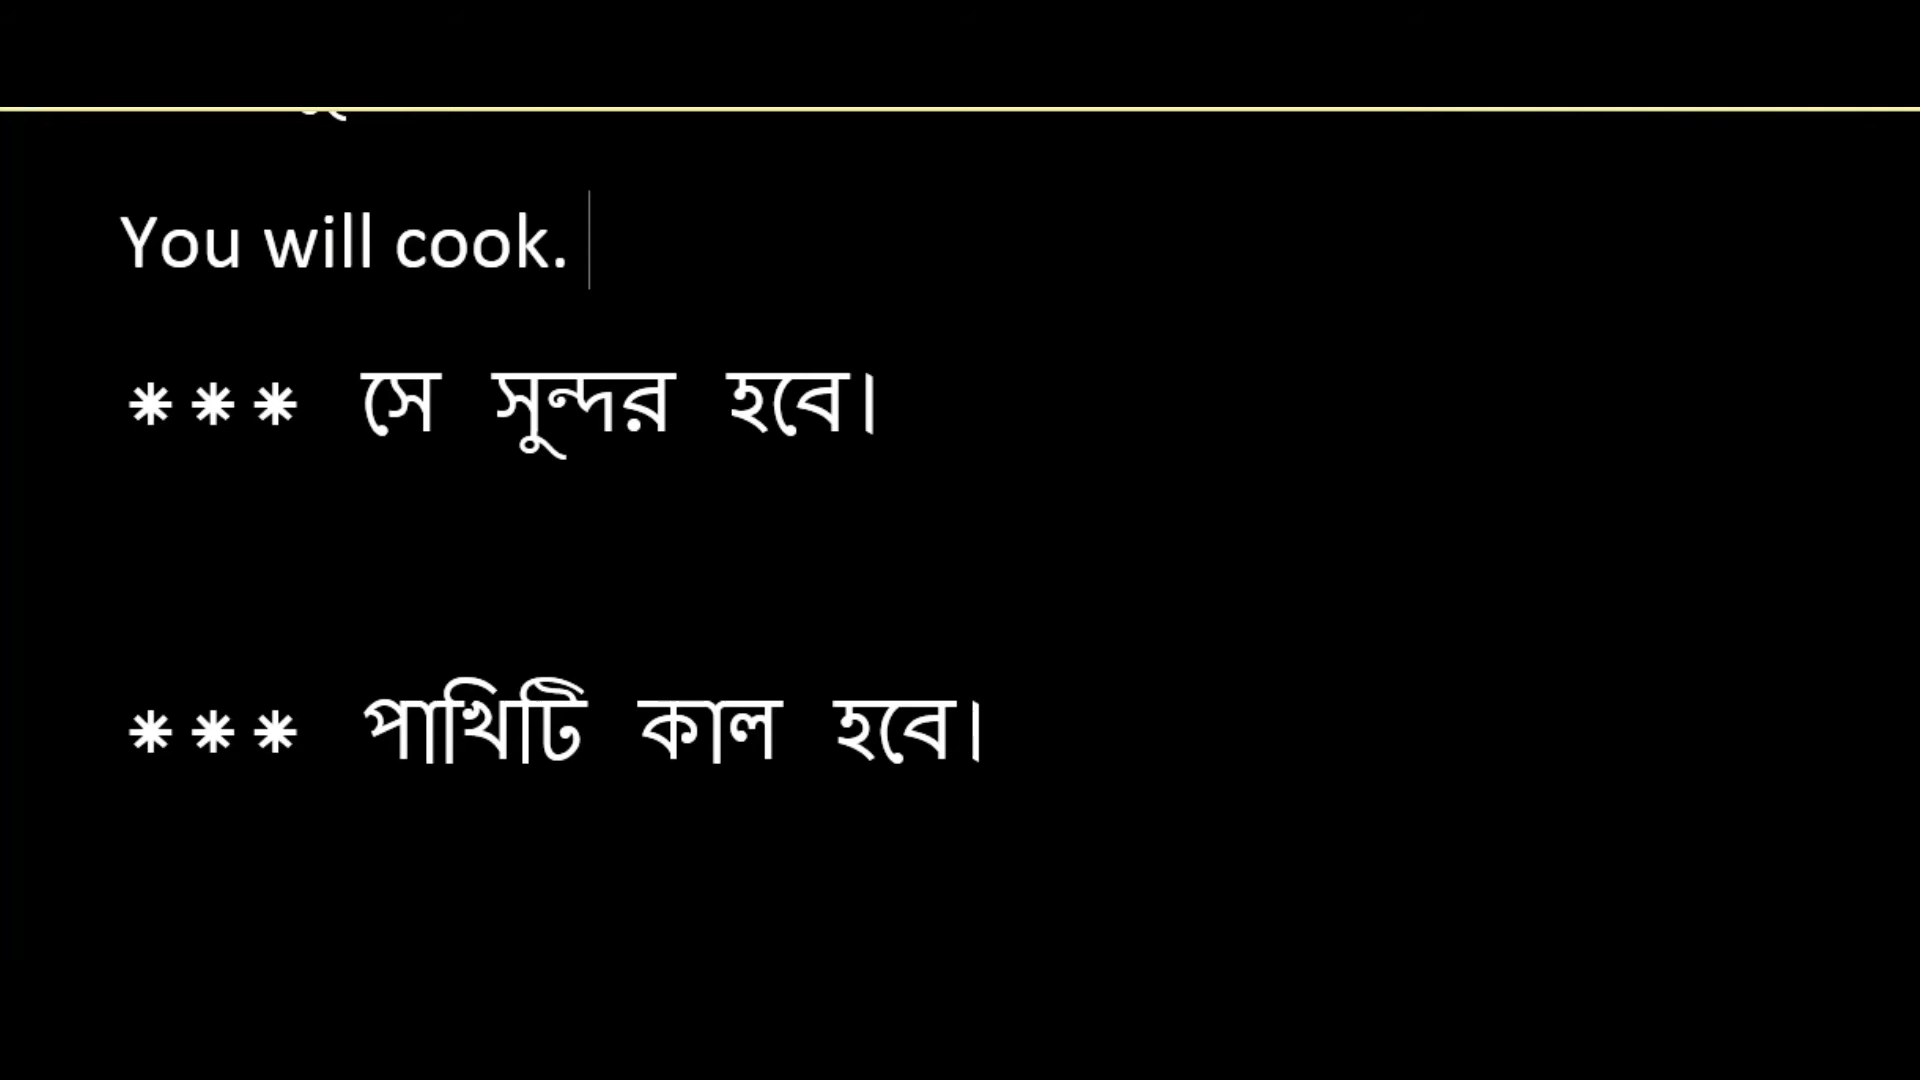 You will cook.
*** সে সুন্দর হবে।
*** পাখিটি কাল হবে।